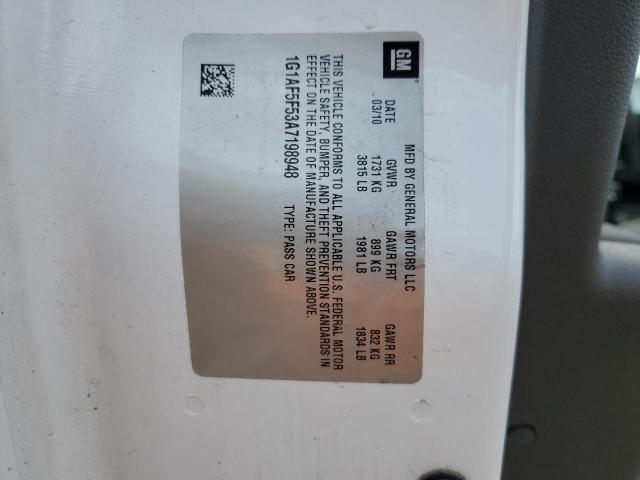 GM
MFD BY GENERAL MOTORS LLC
DATE GVWR GAWR FRT GAWR RR
03/10 1731 KG 899 KG 832 KG
3815 LB 1981 LB 1834 LB
THIS VEHICLE CONFORMS TO ALL APPLICABLE U.S. FEDERAL MOTOR
VEHICLE SAFETY, BUMPER, AND THEFT PREVENTION STANDARDS IN
EFFECT ON THE DATE OF MANUFACTURE SHOWN ABOVE.
1G1AF5F53A7198948 TYPE: PASS CAR